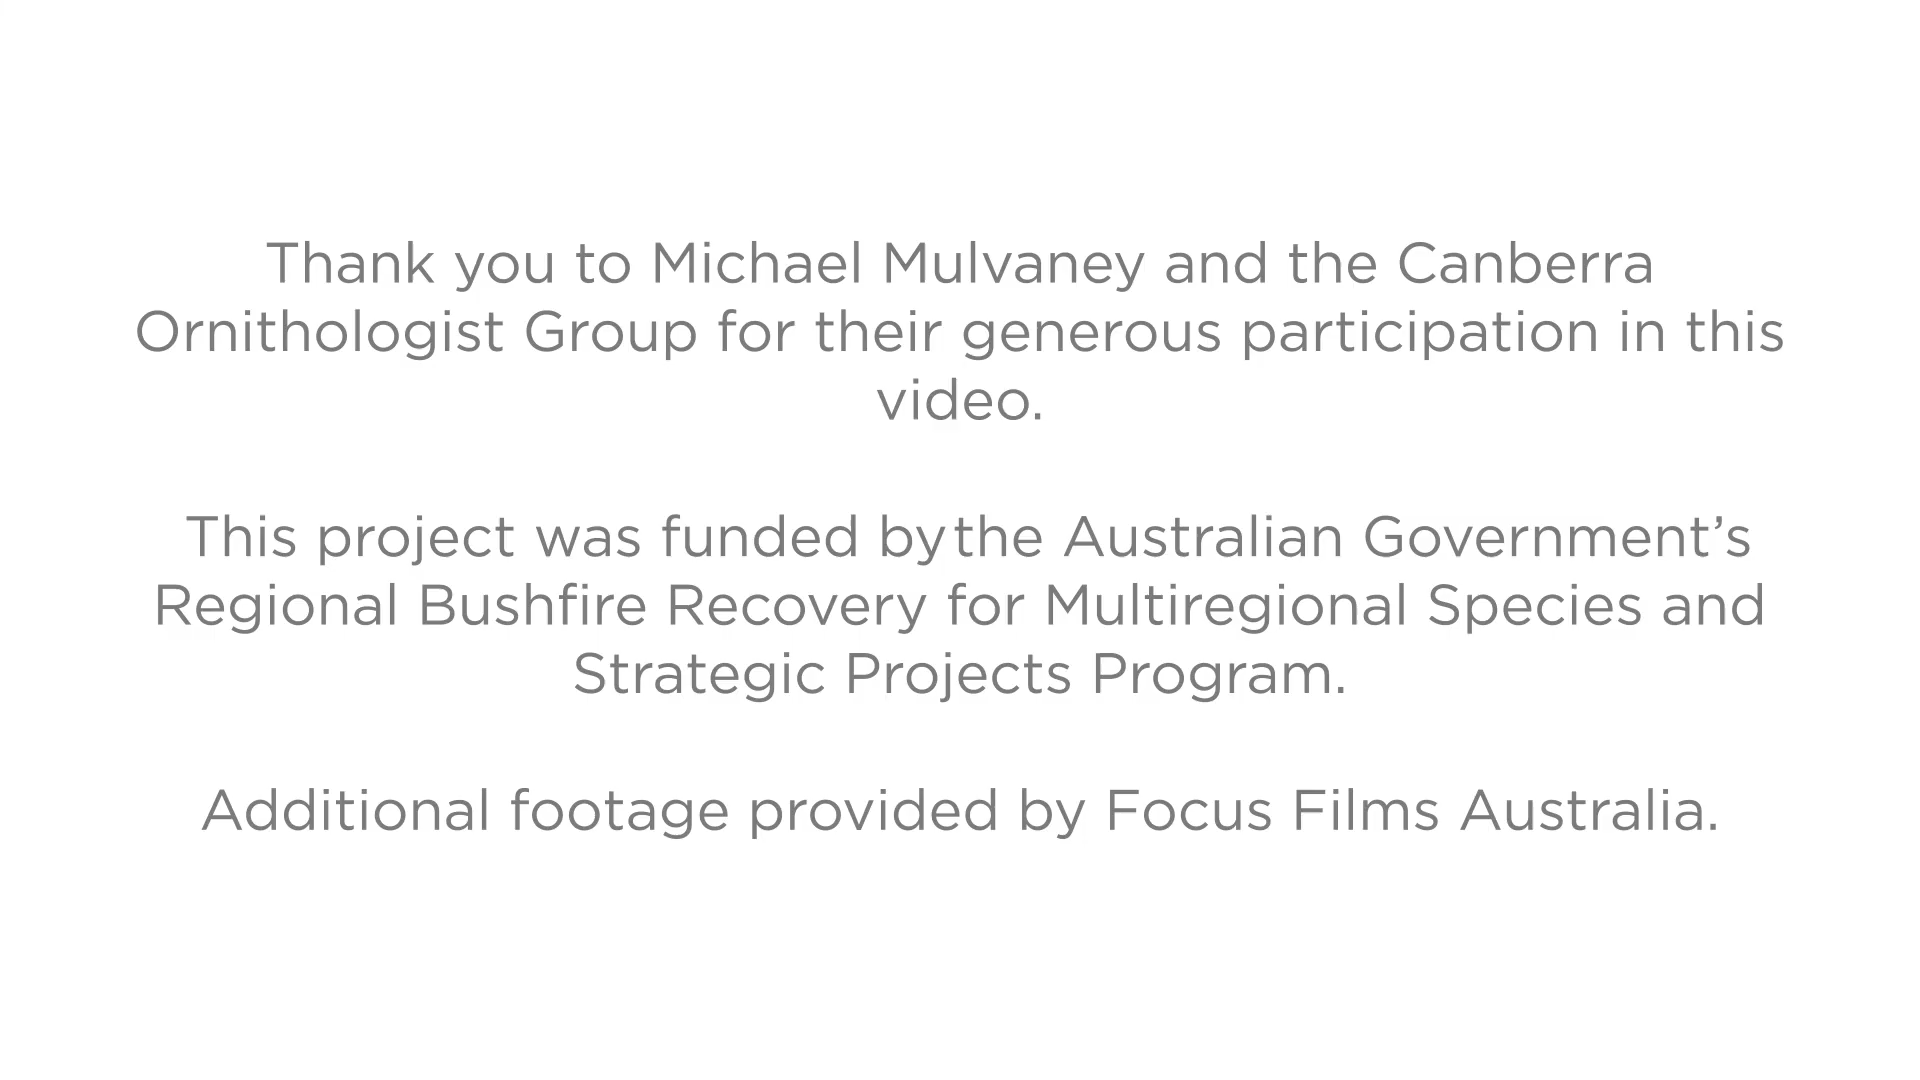 Thank you to Michael Mulvaney and the Canberra
Ornithologist Group for their generous participation in this
video.
This project was funded by the Australian Government’s
Regional Bushfire Recovery for Multiregional Species and
Strategic Projects Program.
Additional footage provided by Focus Films Australia.